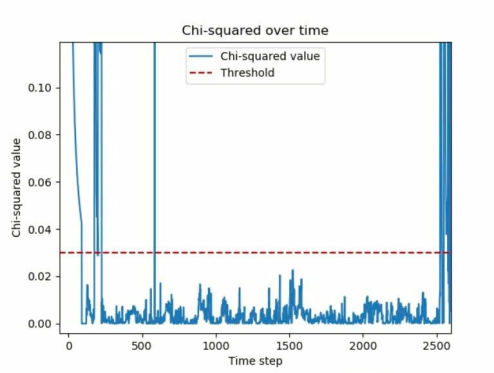 Chi-squared over time
Chi-squared value
Threshold
0.10
0.08
0.06
0.04
0.02
0.00
Chi-squared value
0
500
1000
1500
2000
2500
Time step